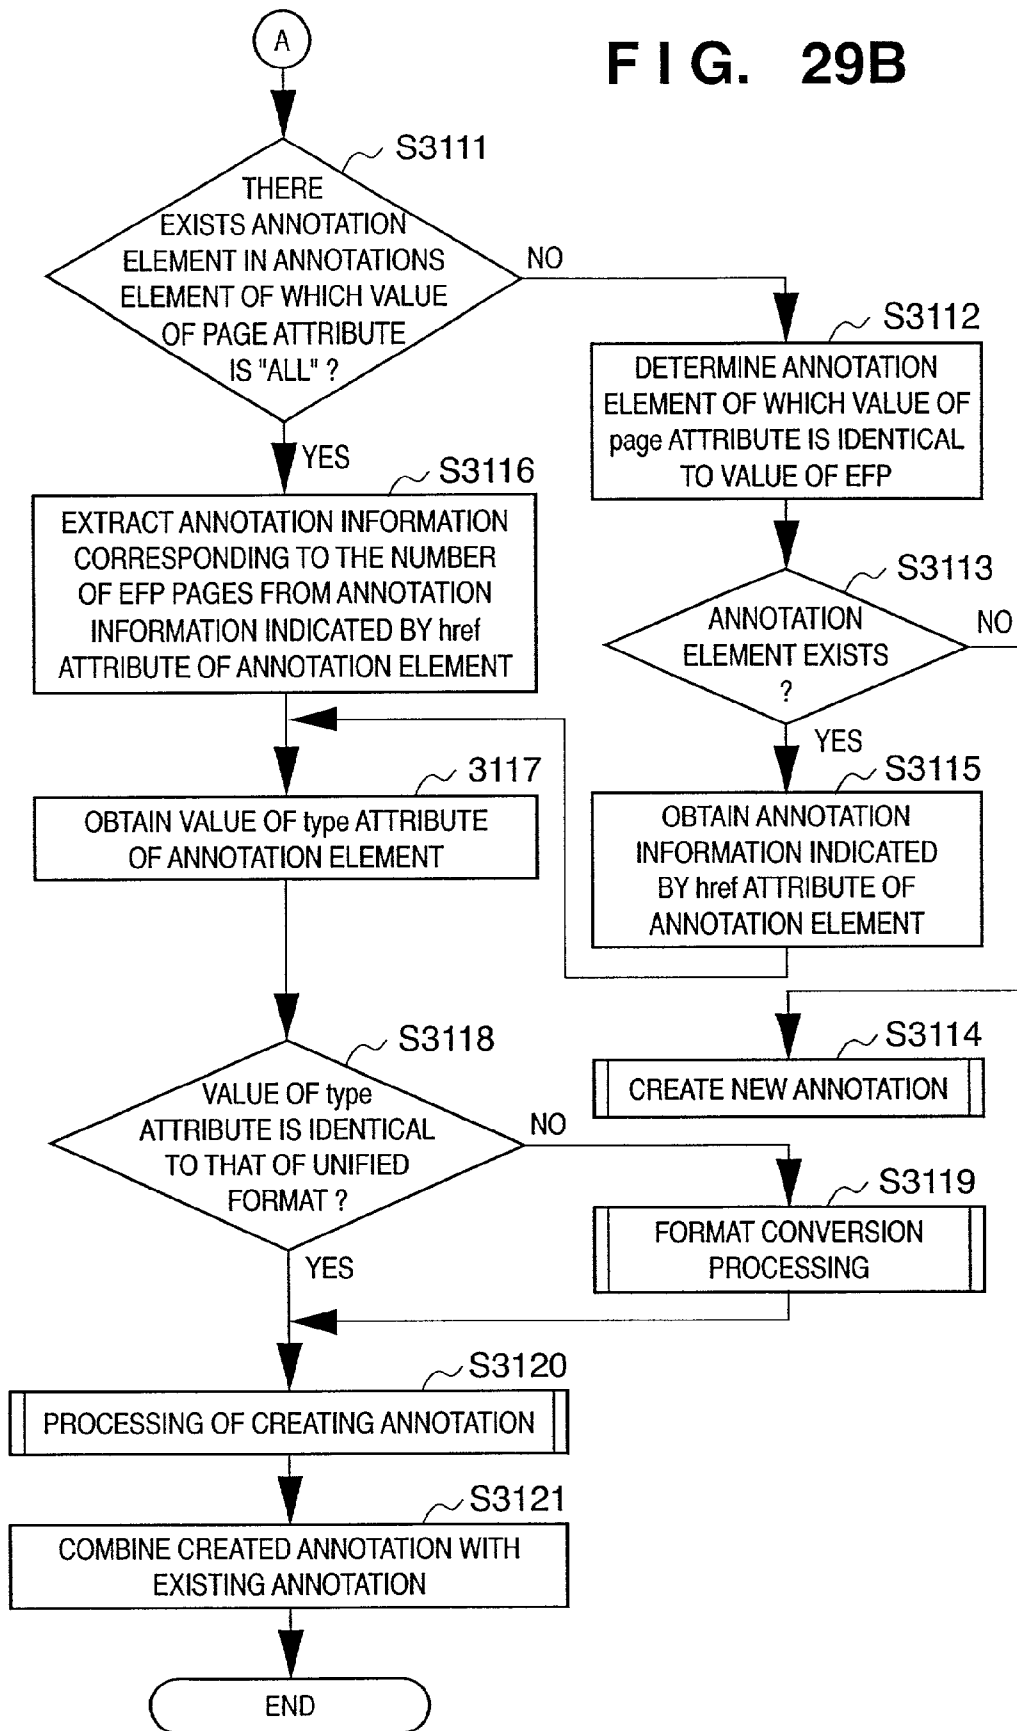 A
FIG. 29B
S3111
THERE
EXISTS ANNOTATION
ELEMENT IN ANNOTATIONS
ELEMENT OF WHICH VALUE
OF PAGE ATTRIBUTE
IS "ALL" ?
NO
YES
S3112
DETERMINE ANNOTATION
ELEMENT OF WHICH VALUE OF
page ATTRIBUTE IS IDENTICAL
TO VALUE OF EFP
S3116
EXTRACT ANNOTATION INFORMATION
CORRESPONDING TO THE NUMBER
OF EFP PAGES FROM ANNOTATION
INFORMATION INDICATED BY href
ATTRIBUTE OF ANNOTATION ELEMENT
S3113
ANNOTATION
ELEMENT EXISTS
?
NO
YES
3117
OBTAIN VALUE OF type ATTRIBUTE
OF ANNOTATION ELEMENT
S3115
OBTAIN ANNOTATION
INFORMATION INDICATED
BY href ATTRIBUTE OF
ANNOTATION ELEMENT
S3114
CREATE NEW ANNOTATION
S3118
VALUE OF type
ATTRIBUTE IS IDENTICAL
TO THAT OF UNIFIED
FORMAT ?
NO
YES
S3119
FORMAT CONVERSION
PROCESSING
S3120
PROCESSING OF CREATING ANNOTATION
S3121
COMBINE CREATED ANNOTATION WITH
EXISTING ANNOTATION
END